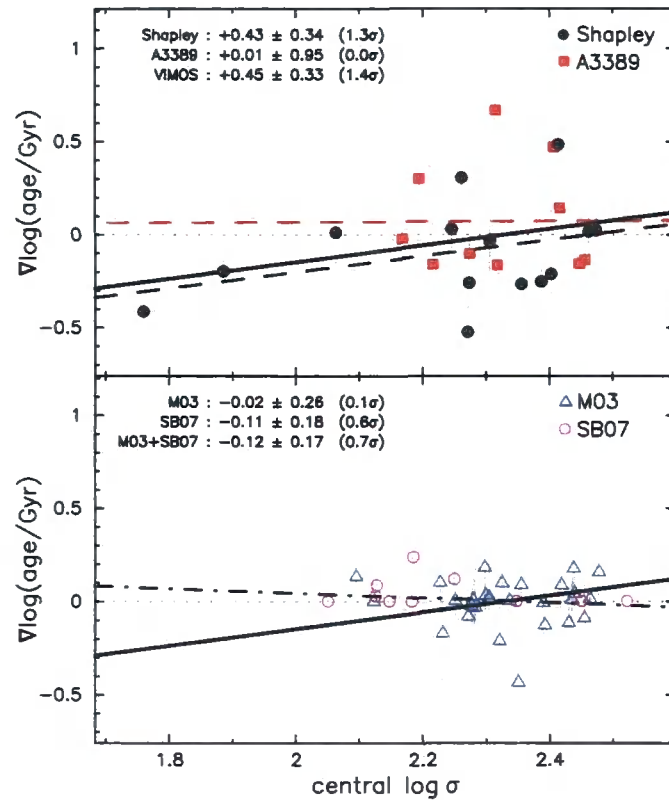 Shapley : +0.43 ± 0.34 (1.3σ)
A3389 : +0.01 ± 0.95 (0.0σ)
VIMOS : +0.45 ± 0.33 (1.4σ)
Shapley
A3389
1
0.5
0
−0.5
∇log(age/Gyr)
M03 : −0.02 ± 0.26 (0.1σ)
SB07 : −0.11 ± 0.18 (0.6σ)
M03+SB07 : −0.12 ± 0.17 (0.7σ)
M03
SB07
1
0.5
0
−0.5
∇log(age/Gyr)
1.8 2 2.2 2.4
central log σ